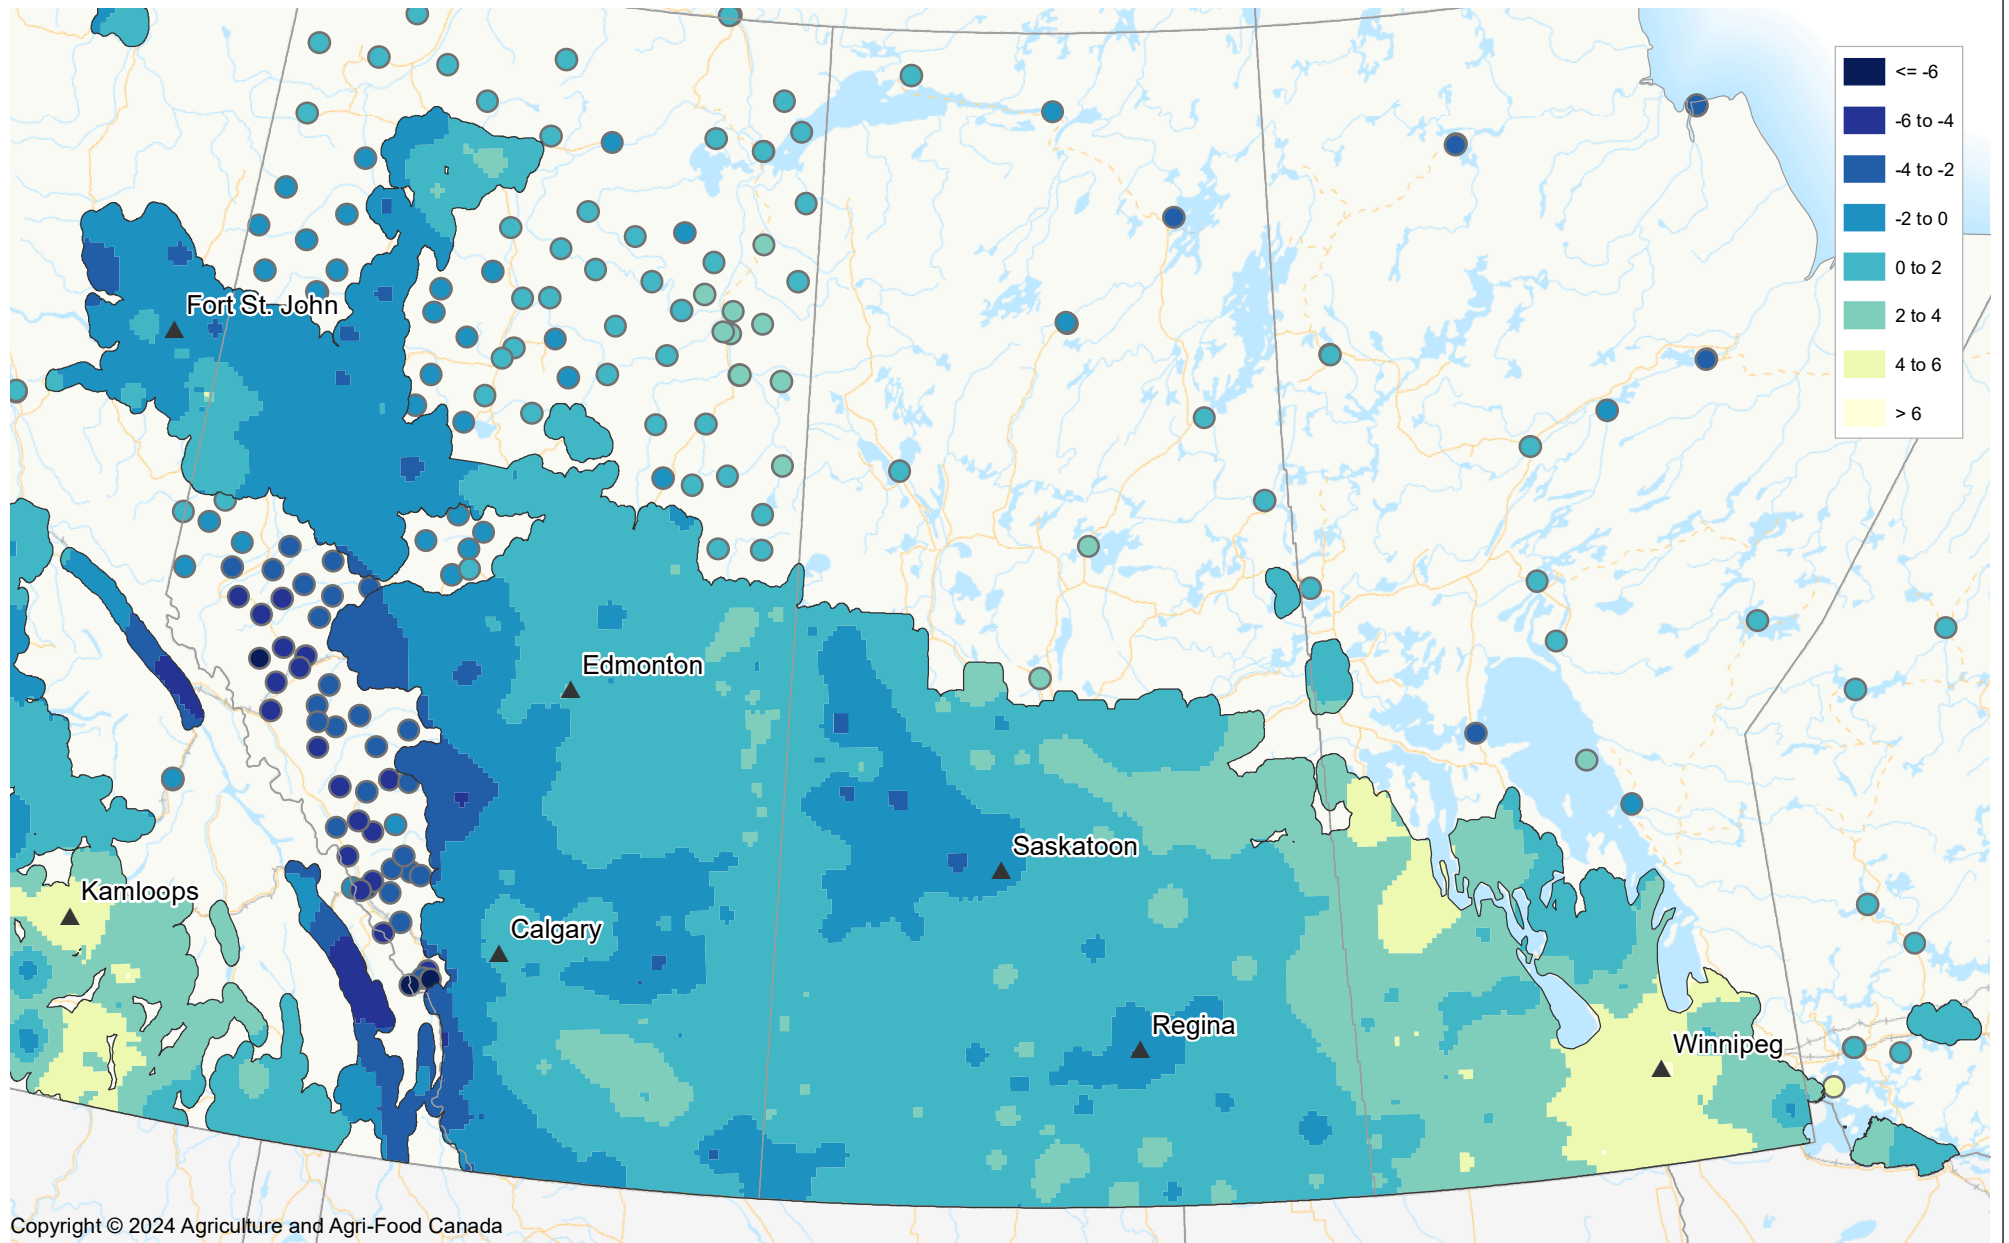 <= -6
-6 to -4
-4 to -2
-2 to 0
0 to 2
2 to 4
4 to 6
> 6
Fort St. John
Edmonton
Saskatoon
Kamloops
Calgary
Regina
Winnipeg
Copyright © 2024 Agriculture and Agri-Food Canada